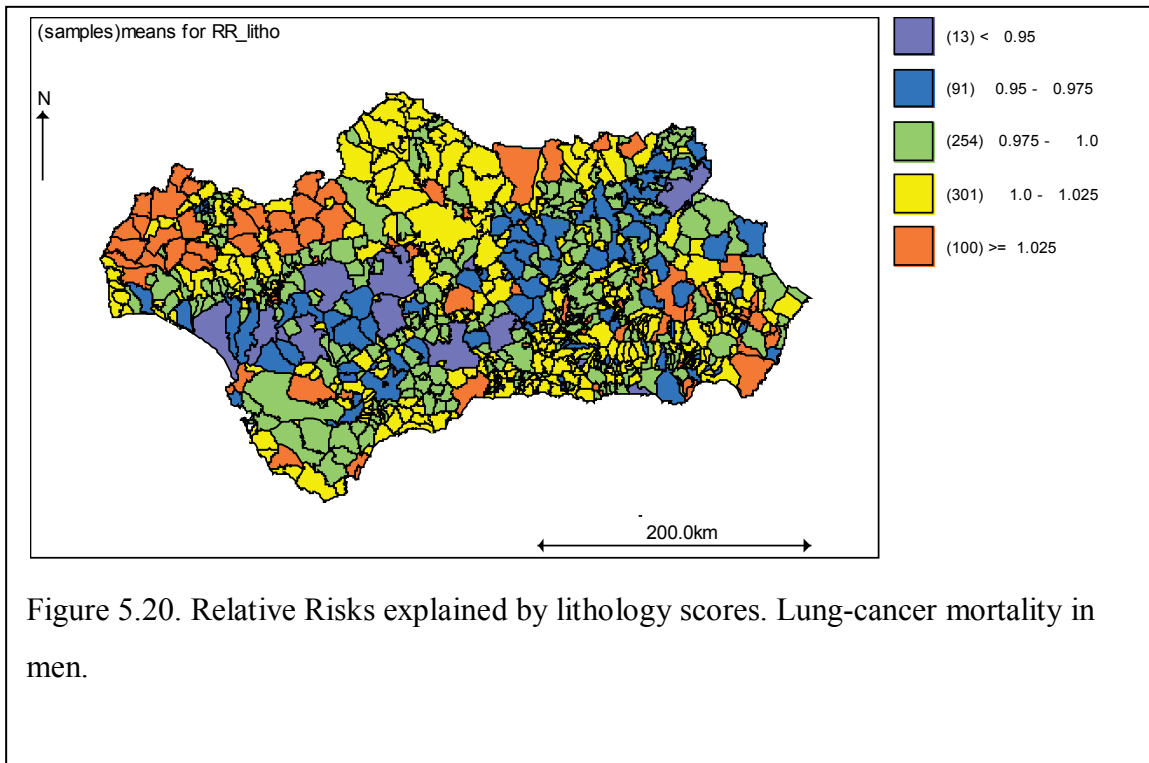 (samples)means for RR_litho
N
(13) < 0.95
(91) 0.95 - 0.975
(254) 0.975 - 1.0
(301) 1.0 - 1.025
(100) >= 1.025
200.0km
Figure 5.20. Relative Risks explained by lithology scores. Lung-cancer mortality in
men.